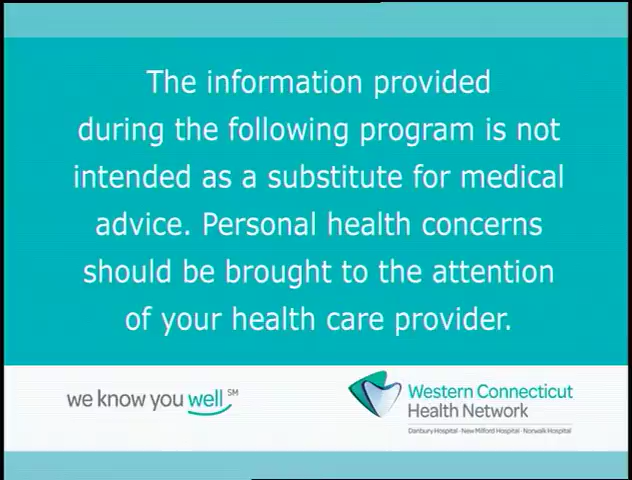 The information provided
during the following program is not
intended as a substitute for medical
advice. Personal health concerns
should be brought to the attention
of your health care provider.
we know you well℠
Western Connecticut
Health Network
Danbury Hospital · New Milford Hospital · Norwalk Hospital